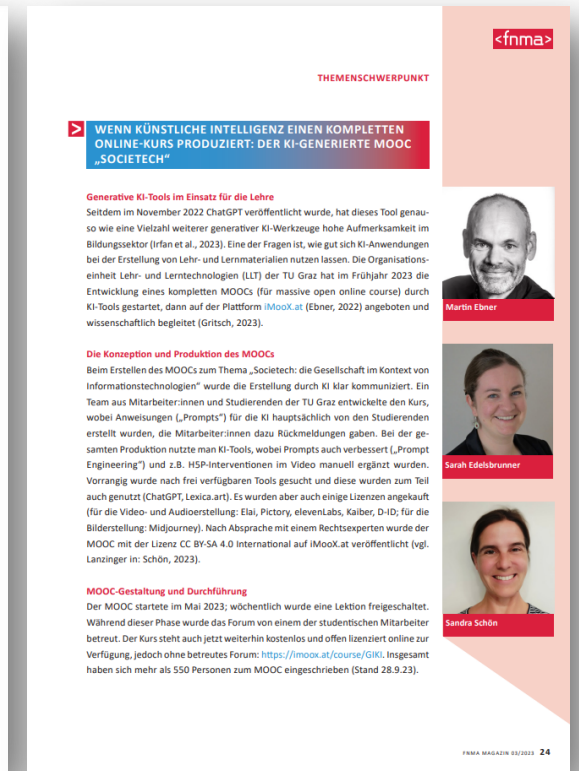 <fnma>
THEMENSCHWERPUNKT
> WENN KÜNSTLICHE INTELLIGENZ EINEN KOMPLETTEN
ONLINE-KURS PRODUZIERT: DER KI-GENERIERTE MOOC
„SOCIETECH“
Generative KI-Tools im Einsatz für die Lehre
Seitdem im November 2022 ChatGPT veröffentlicht wurde, hat dieses Tool genau-
so wie eine Vielzahl weiterer generativer KI-Werkzeuge hohe Aufmerksamkeit im
Bildungssektor (Irfan et al., 2023). Eine der Fragen ist, wie gut sich KI-Anwendungen
bei der Erstellung von Lehr- und Lernmaterialien nutzen lassen. Die Organisations-
einheit Lehr- und Lerntechnologien (LLT) der TU Graz hat im Frühjahr 2023 die
Entwicklung eines kompletten MOOCs (für massive open online course) durch
KI-Tools gestartet, dann auf der Plattform iMooX.at (Ebner, 2022) angeboten und
wissenschaftlich begleitet (Gritsch, 2023).
Die Konzeption und Produktion des MOOCs
Beim Erstellen des MOOCs zum Thema „Societech: die Gesellschaft im Kontext von
Informationstechnologien“ wurde die Erstellung durch KI klar kommuniziert. Ein
Team aus Mitarbeiter:innen und Studierenden der TU Graz entwickelte den Kurs,
wobei Anweisungen („Prompts“) für die KI hauptsächlich von den Studierenden
erstellt wurden, die Mitarbeiter:innen dazu Rückmeldungen gaben. Bei der ge-
samten Produktion nutzte man KI-Tools, wobei Prompts auch verbessert („Prompt
Engineering“) und z.B. H5P-Interventionen im Video manuell ergänzt wurden.
Vorrangig wurde nach frei verfügbaren Tools gesucht und diese wurden zum Teil
auch genutzt (ChatGPT, Lexica.art). Es wurden aber auch einige Lizenzen angekauft
(für die Video- und Audioerstellung: Elai, Pictory, elevenLabs, Kaiber, D-ID; für die
Bilderstellung: Midjourney). Nach Absprache mit einem Rechtsexperten wurde der
MOOC mit der Lizenz CC BY-SA 4.0 International auf iMooX.at veröffentlicht (vgl.
Lanzinger in: Schön, 2023).
MOOC-Gestaltung und Durchführung
Der MOOC startete im Mai 2023; wöchentlich wurde eine Lektion freigeschaltet.
Während dieser Phase wurde das Forum von einem der studentischen Mitarbeiter
betreut. Der Kurs steht auch jetzt weiterhin kostenlos und offen lizenziert online zur
Verfügung, jedoch ohne betreutes Forum: https://imoox.at/course/GIKI. Insgesamt
haben sich mehr als 550 Personen zum MOOC eingeschrieben (Stand 28.9.23).
Martin Ebner
Sarah Edelsbrunner
Sandra Schön
FNMA MAGAZIN 03/2023 24